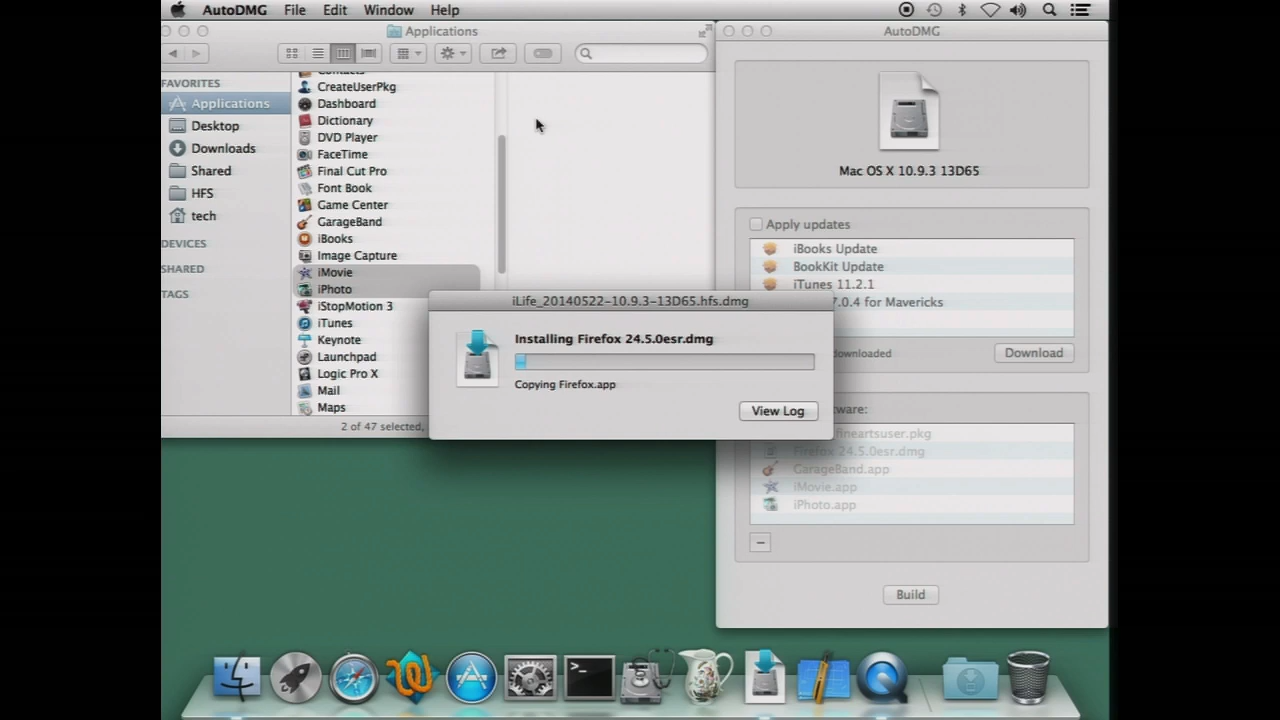 AutoDMG File Edit Window Help
Applications
FAVORITES
Applications
Desktop
Downloads
Shared
HFS
tech
DEVICES
SHARED
TAGS
Contacts
CreateUserPkg
Dashboard
Dictionary
DVD Player
FaceTime
Final Cut Pro
Font Book
Game Center
GarageBand
iBooks
Image Capture
iMovie
iPhoto
iStopMotion 3
iTunes
Keynote
Launchpad
Logic Pro X
Mail
Maps
2 of 47 selected,
iLife_20140522-10.9.3-13D65.hfs.dmg
Installing Firefox 24.5.0esr.dmg
Copying Firefox.app
View Log
AutoDMG
Mac OS X 10.9.3 13D65
Apply updates
iBooks Update
BookKit Update
iTunes 11.2.1
7.0.4 for Mavericks
downloaded
Download
ware:
fineartsuser.pkg
Firefox 24.5.0esr.dmg
GarageBand.app
iMovie.app
iPhoto.app
Build